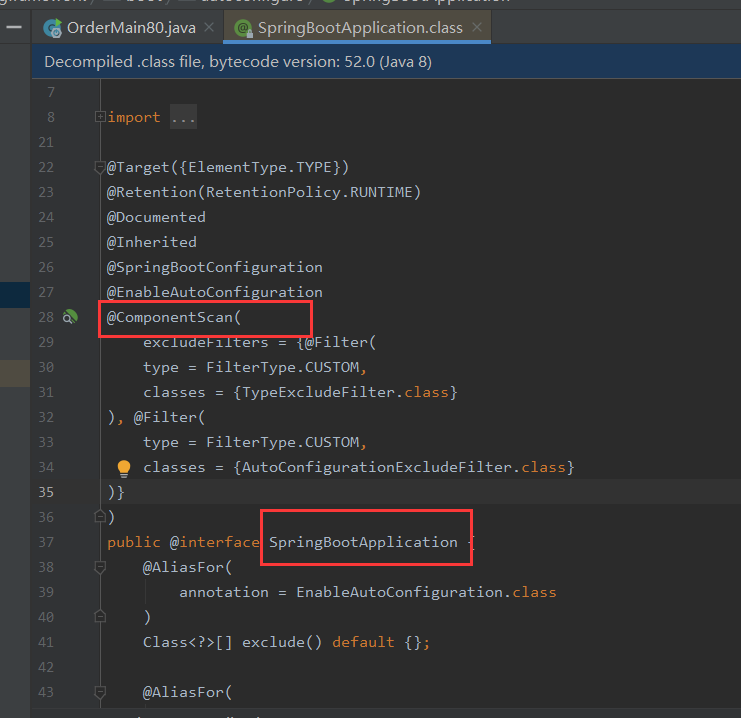 OrderMain80.java × SpringBootApplication.class ×
Decompiled .class file, bytecode version: 52.0 (Java 8)
7
8 import ...
21
22 @Target({ElementType.TYPE})
23 @Retention(RetentionPolicy.RUNTIME)
24 @Documented
25 @Inherited
26 @SpringBootConfiguration
27 @EnableAutoConfiguration
28 @ComponentScan(
29 excludeFilters = {@Filter(
30 type = FilterType.CUSTOM,
31 classes = {TypeExcludeFilter.class}
32 ), @Filter(
33 type = FilterType.CUSTOM,
34 classes = {AutoConfigurationExcludeFilter.class}
35 )}
36 )
37 public @interface SpringBootApplication {
38 @AliasFor(
39 annotation = EnableAutoConfiguration.class
40 )
41 Class<?>[] exclude() default {};
42
43 @AliasFor(